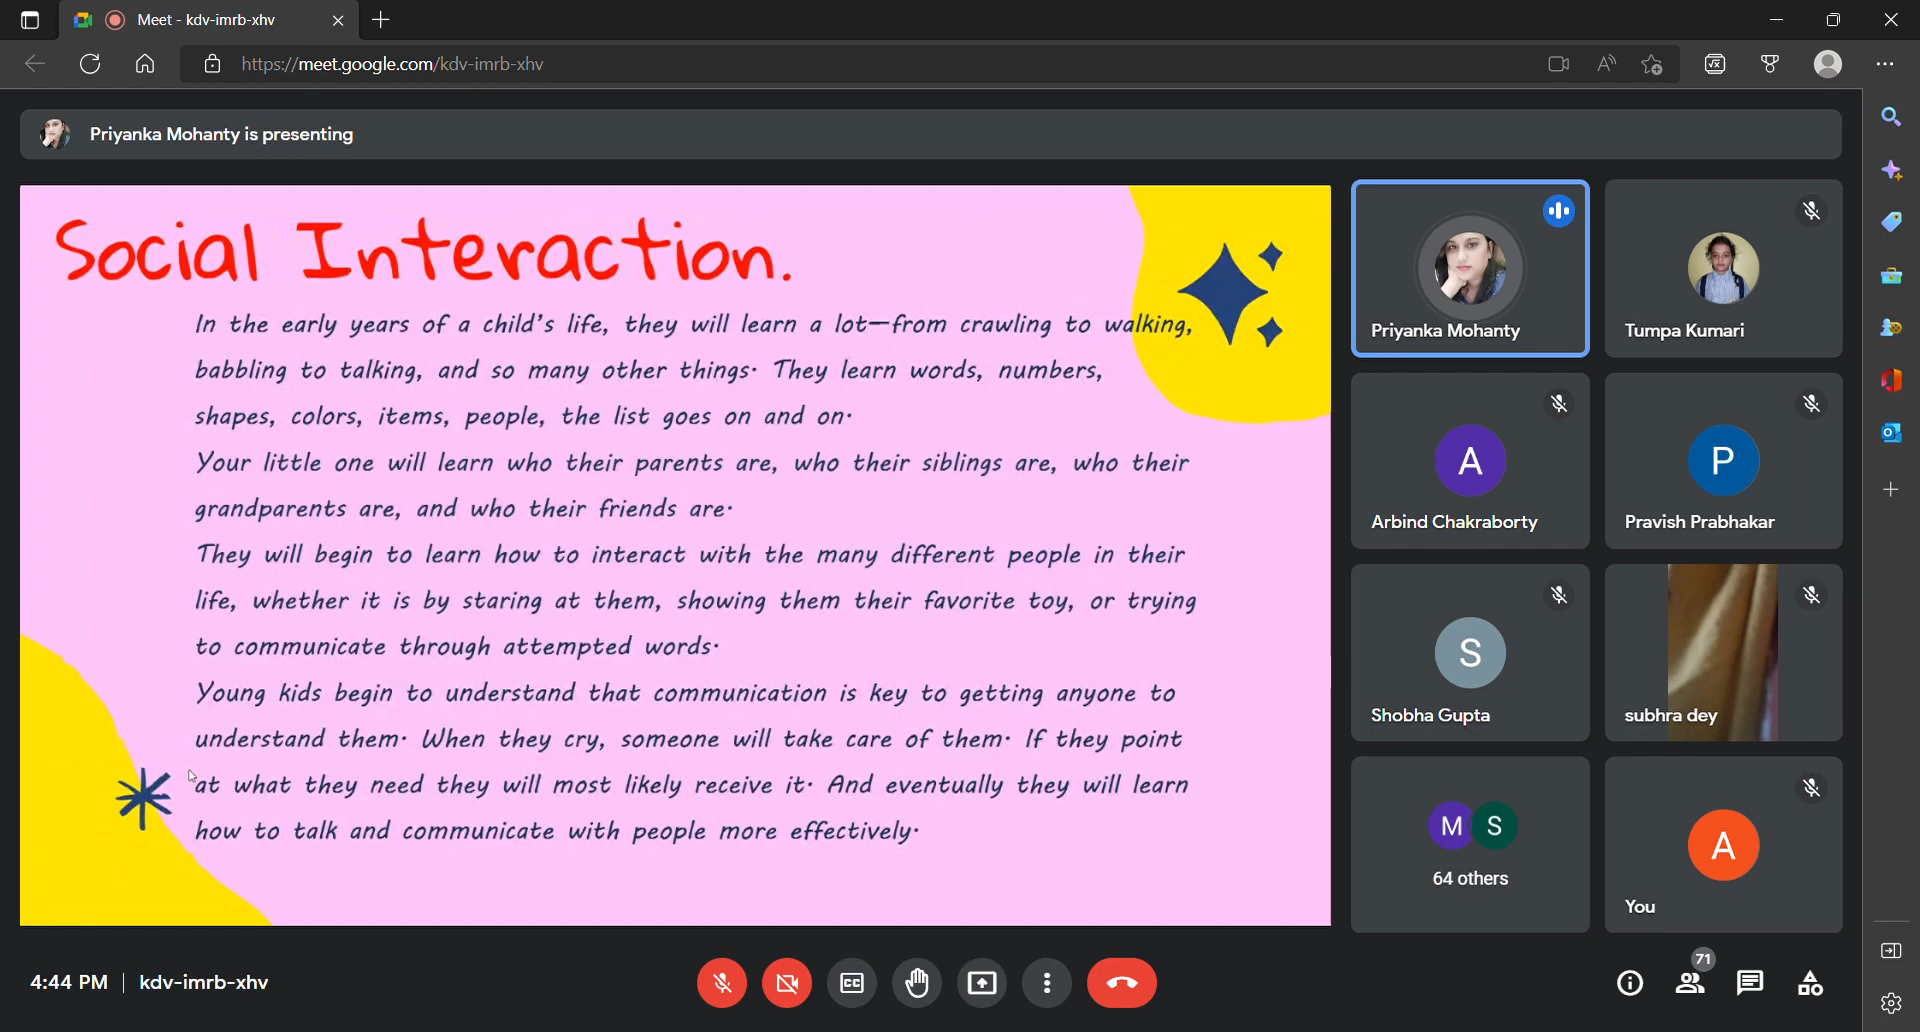 Meet - kdv-imrb-xhv
https://meet.google.com/kdv-imrb-xhv
Priyanka Mohanty is presenting
Social Interaction.
In the early years of a child's life, they will learn a lot—from crawling to walking,
babbling to talking, and so many other things. They learn words, numbers,
shapes, colors, items, people, the list goes on and on.
Your little one will learn who their parents are, who their siblings are, who their
grandparents are, and who their friends are.
They will begin to learn how to interact with the many different people in their
life, whether it is by staring at them, showing them their favorite toy, or trying
to communicate through attempted words.
Young kids begin to understand that communication is key to getting anyone to
understand them. When they cry, someone will take care of them. If they point
at what they need they will most likely receive it. And eventually they will learn
how to talk and communicate with people more effectively.
Priyanka Mohanty
Tumpa Kumari
A
Arbind Chakraborty
P
Pravish Prabhakar
S
Shobha Gupta
subhra dey
M S
64 others
A
You
4:44 PM | kdv-imrb-xhv
CC
71